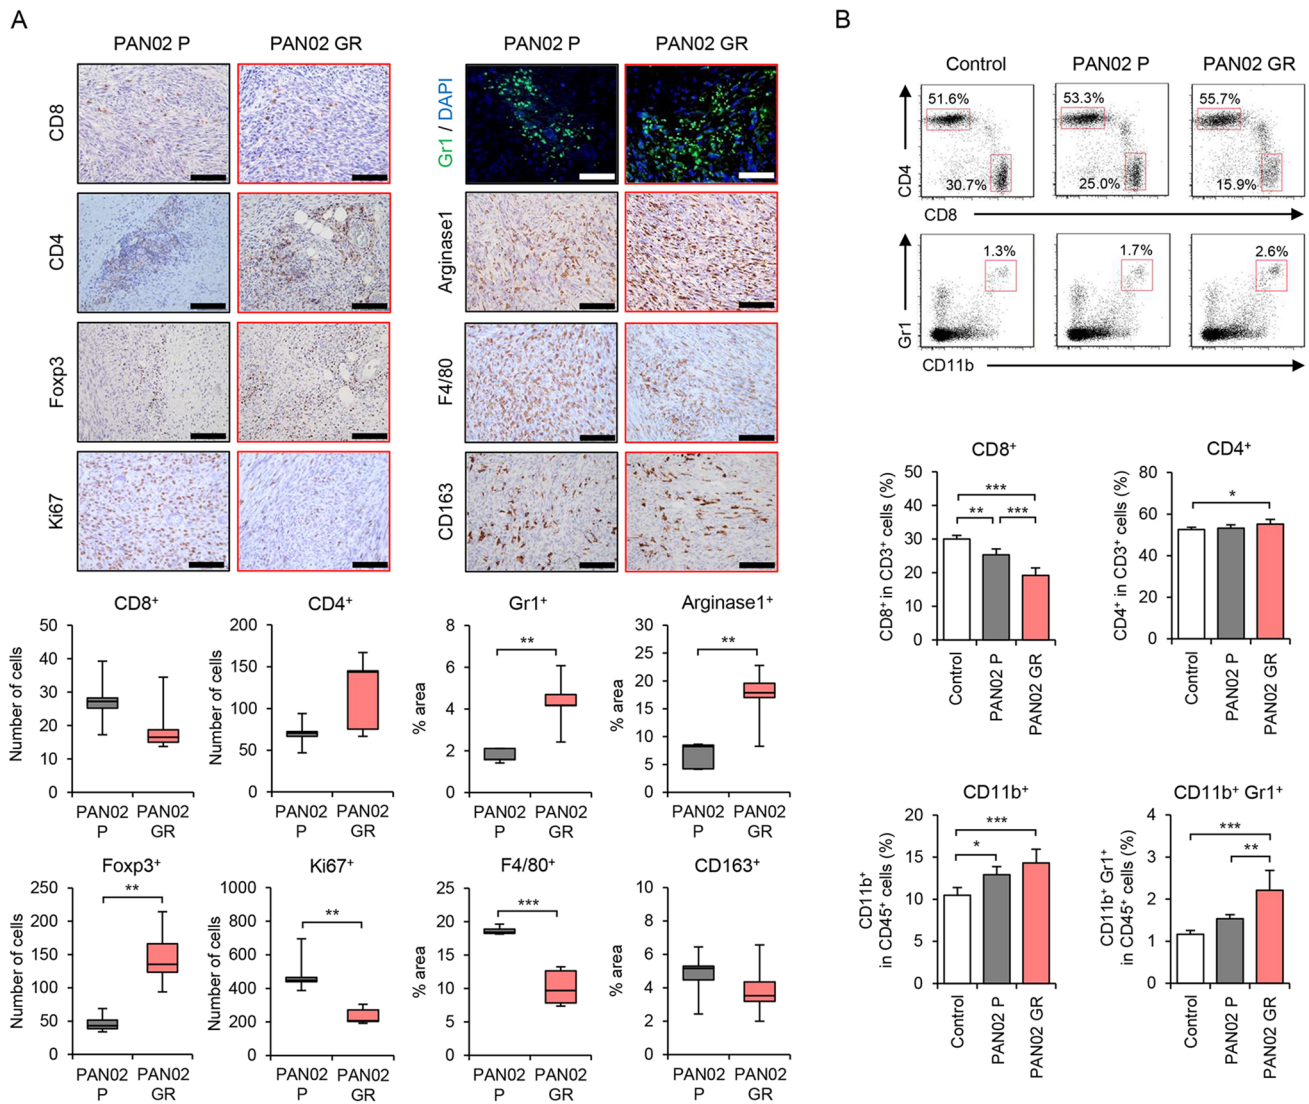 A
PAN02 P
PAN02 GR
PAN02 P
PAN02 GR
CD8
CD4
Foxp3
Ki67
Gr1 / DAPI
Arginase1
F4/80
CD163
CD8⁺
Number of cells
50
40
30
20
10
0
PAN02 P
PAN02 GR
CD4⁺
Number of cells
200
150
100
50
0
PAN02 P
PAN02 GR
Gr1⁺
% area
8
6
4
2
0
**
PAN02 P
PAN02 GR
Arginase1⁺
% area
30
25
20
15
10
5
0
**
PAN02 P
PAN02 GR
Foxp3⁺
Number of cells
250
200
150
100
50
0
**
PAN02 P
PAN02 GR
Ki67⁺
Number of cells
1000
800
600
400
200
0
**
PAN02 P
PAN02 GR
F4/80⁺
% area
25
20
15
10
5
0
***
PAN02 P
PAN02 GR
CD163⁺
% area
10
8
6
4
2
0
PAN02 P
PAN02 GR
B
Control
PAN02 P
PAN02 GR
CD4
51.6%
30.7%
53.3%
25.0%
55.7%
15.9%
CD8
Gr1
1.3%
1.7%
2.6%
CD11b
CD8⁺
CD8⁺ in CD3⁺ cells (%)
50
40
30
20
10
0
***
**
***
Control
PAN02 P
PAN02 GR
CD4⁺
CD4⁺ in CD3⁺ cells (%)
80
60
40
20
0
*
Control
PAN02 P
PAN02 GR
CD11b⁺
CD11b⁺
in CD45⁺ cells (%)
20
15
10
5
0
***
*
Control
PAN02 P
PAN02 GR
CD11b⁺ Gr1⁺
CD11b⁺ Gr1⁺
in CD45⁺ cells (%)
4
3
2
1
0
***
**
Control
PAN02 P
PAN02 GR